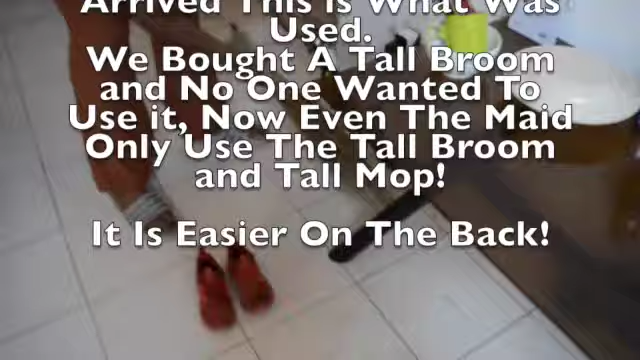 Arrived This Is What Was
Used.
We Bought A Tall Broom
and No One Wanted To
Use it, Now Even The Maid
Only Use The Tall Broom
and Tall Mop!
It Is Easier On The Back!